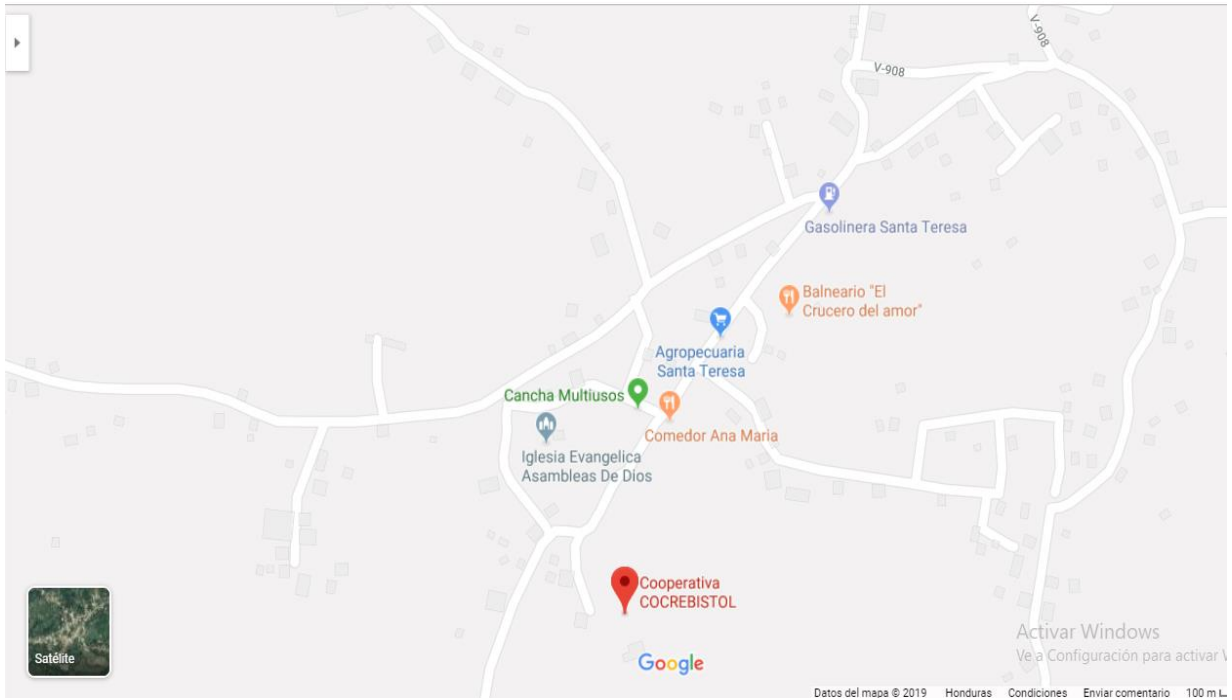 V-908
V-908
Gasolinera Santa Teresa
Balneario "El
Crucero del amor"
Agropecuaria
Santa Teresa
Cancha Multiusos
Comedor Ana Maria
Iglesia Evangelica
Asambleas De Dios
Cooperativa
COCREBISTOL
Satélite
Google
Activar Windows
Ve a Configuración para activar W
Datos del mapa © 2019 Honduras Condiciones Enviar comentario 100 m